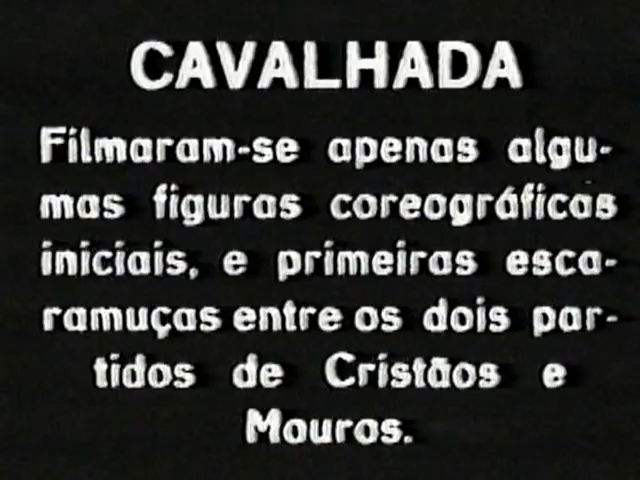 CAVALHADA
Filmaram-se apenas algu-
mas figuras coreográficas
iniciais, e primeiras esca-
ramuças entre os dois par-
tidos de Cristãos e
Mouros.